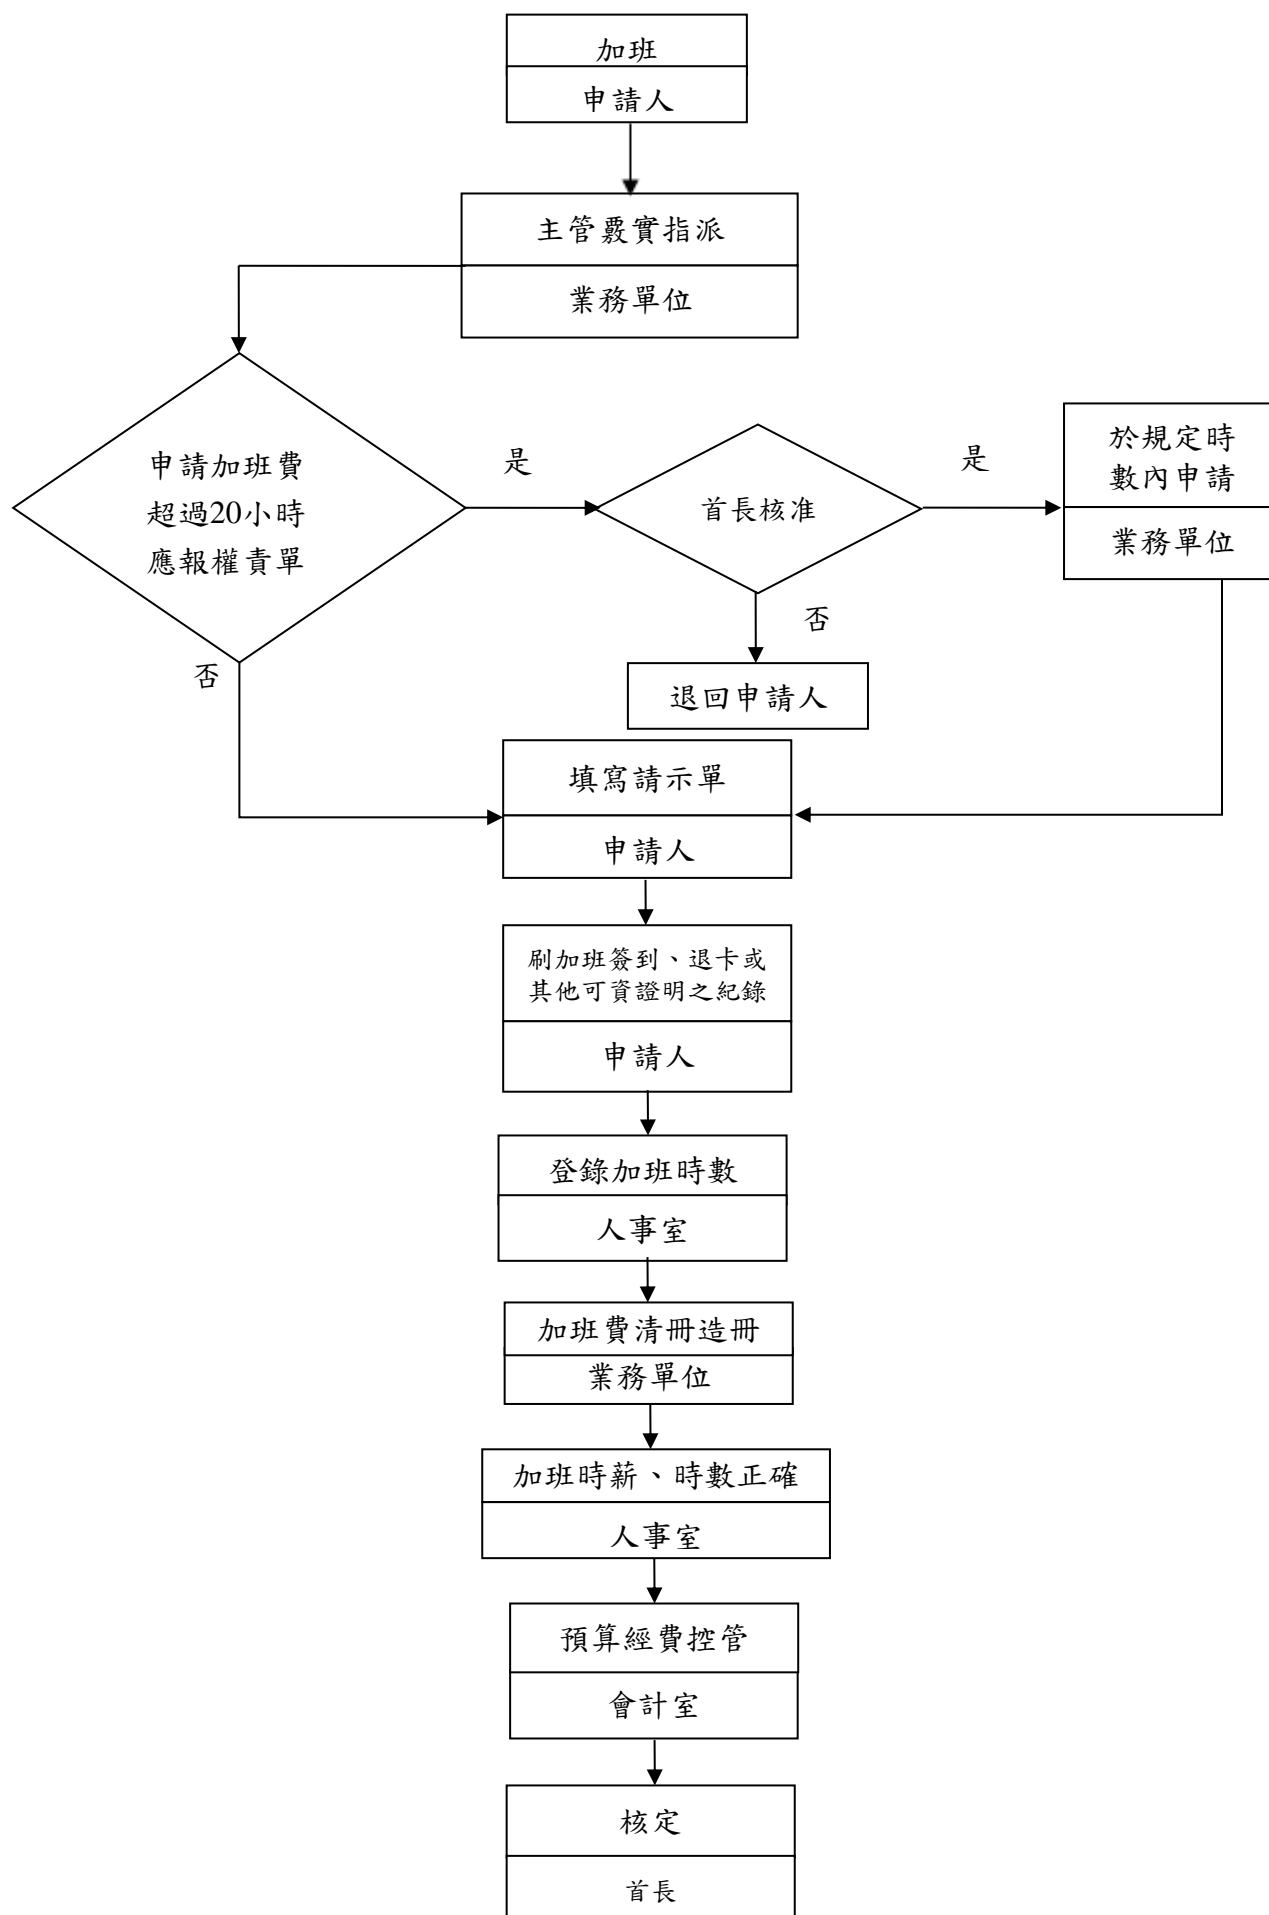 加班
申請人
主管覈實指派
業務單位
申請加班費
超過20小時
應報權責單
是
首長核准
是
於規定時
數內申請
業務單位
否
否
退回申請人
填寫請示單
申請人
刷加班簽到、退卡或
其他可資證明之紀錄
申請人
登錄加班時數
人事室
加班費清冊造冊
業務單位
加班時薪、時數正確
人事室
預算經費控管
會計室
核定
首長